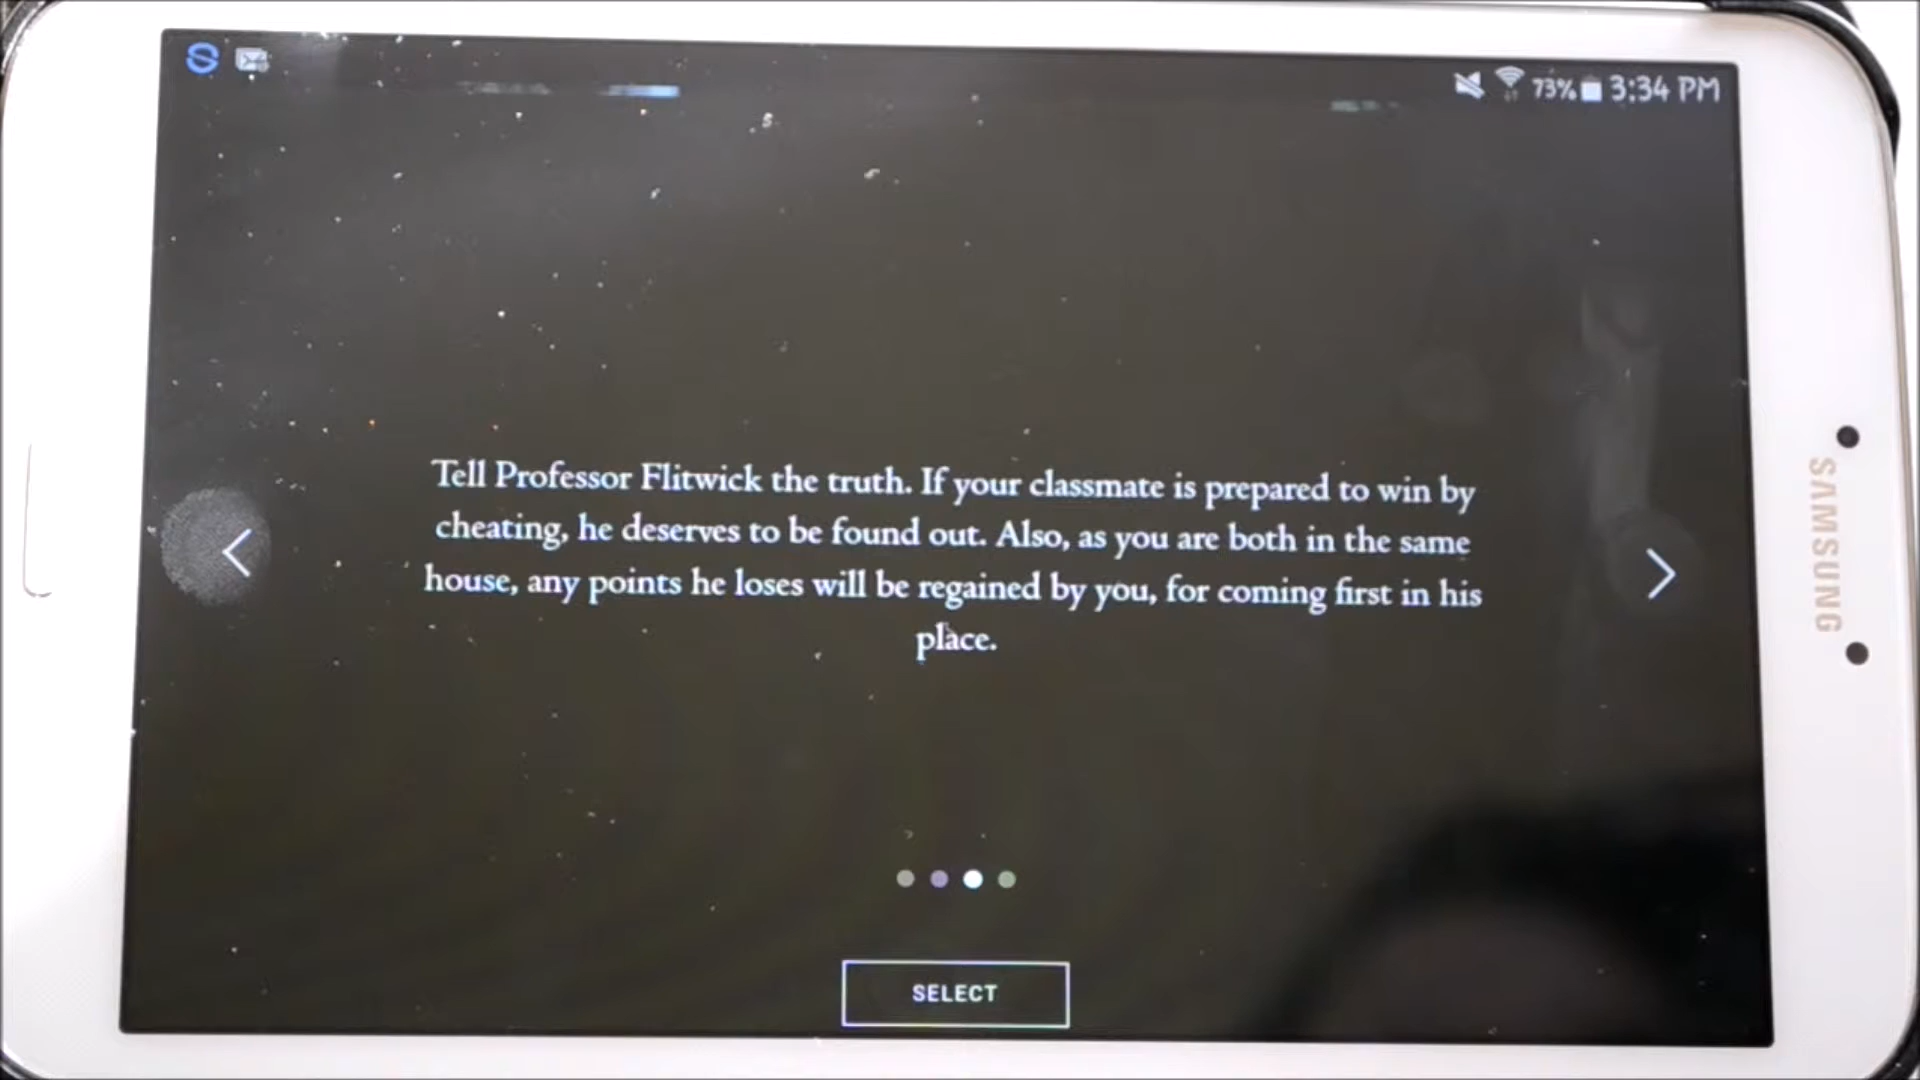 73% 3:34 PM
Tell Professor Flitwick the truth. If your classmate is prepared to win by
cheating, he deserves to be found out. Also, as you are both in the same
house, any points he loses will be regained by you, for coming first in his
place.
SELECT
SAMSUNG